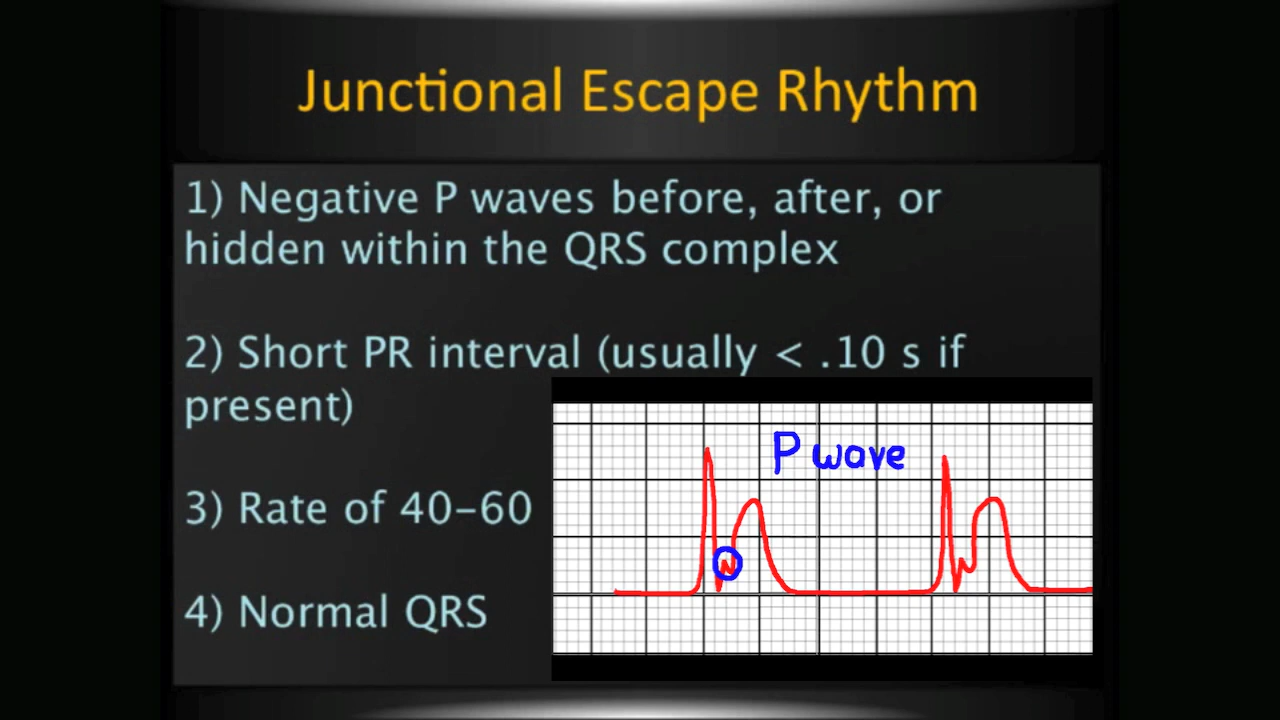 Junctional Escape Rhythm
1) Negative P waves before, after, or
hidden within the QRS complex
2) Short PR interval (usually < .10 s if
present)
P wave
3) Rate of 40-60
4) Normal QRS